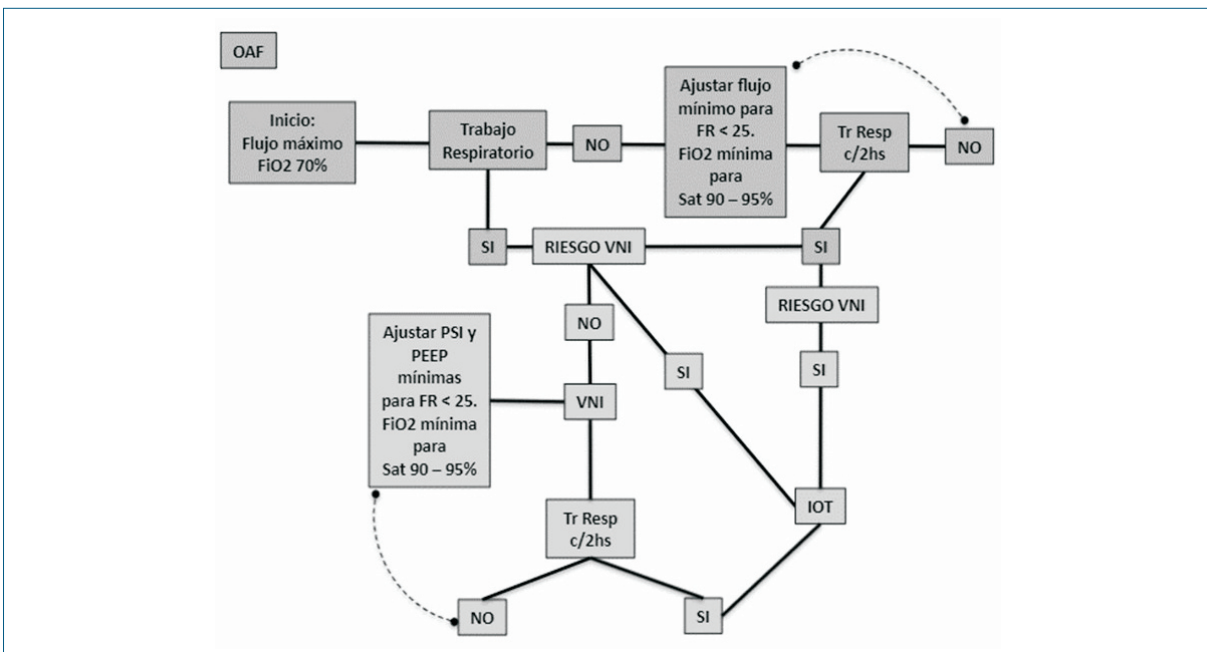 OAF
Inicio:
Flujo máximo
FiO2 70%
Trabajo
Respiratorio
NO
Ajustar flujo
mínimo para
FR < 25.
FiO2 mínima
para
Sat 90 – 95%
Tr Resp
c/2hs
NO
SI
RIESGO VNI
SI
RIESGO VNI
NO
SI
SI
Ajustar PSI y
PEEP
mínimas
para FR < 25.
FiO2 mínima
para
Sat 90 – 95%
VNI
IOT
Tr Resp
c/2hs
NO
SI